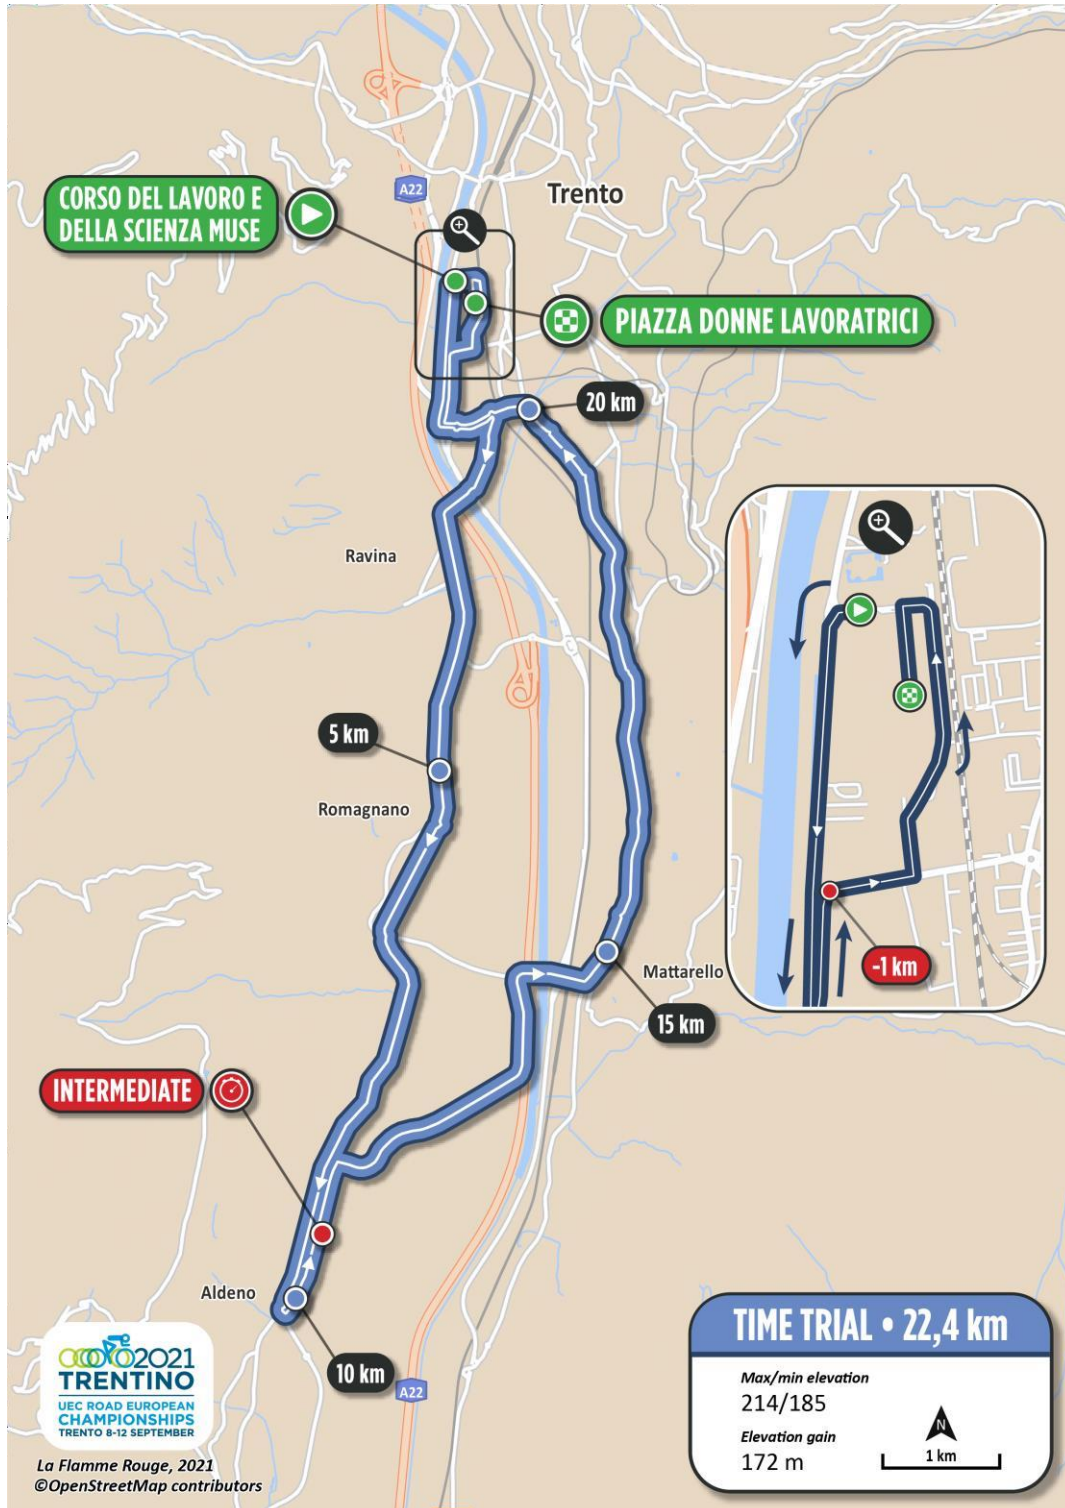 A22
Trento
CORSO DEL LAVORO E
DELLA SCIENZA MUSE
PIAZZA DONNE LAVORATRICI
20 km
Ravina
5 km
Romagnano
-1 km
Mattarello
15 km
INTERMEDIATE
Aldeno
10 km
A22
2021
TRENTINO
UEC ROAD EUROPEAN
CHAMPIONSHIPS
TRENTO 8-12 SEPTEMBER
La Flamme Rouge, 2021
©OpenStreetMap contributors
TIME TRIAL • 22,4 km
Max/min elevation
214/185
Elevation gain
172 m
N
1 km